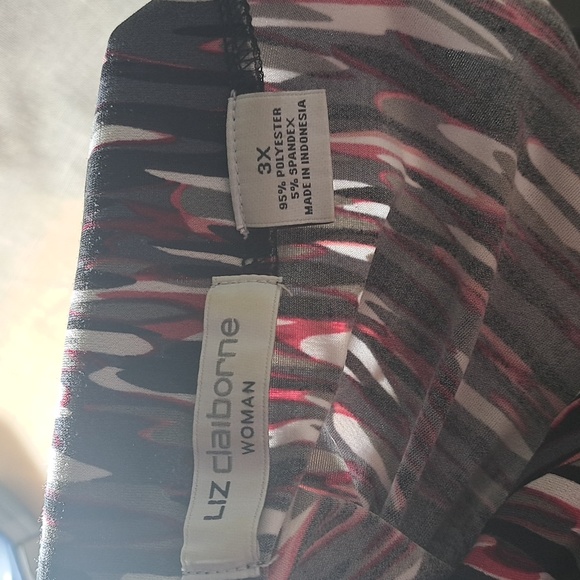 3X
95% POLYESTER
5% SPANDEX
MADE IN INDONESIA
LIZ claiborne
WOMAN